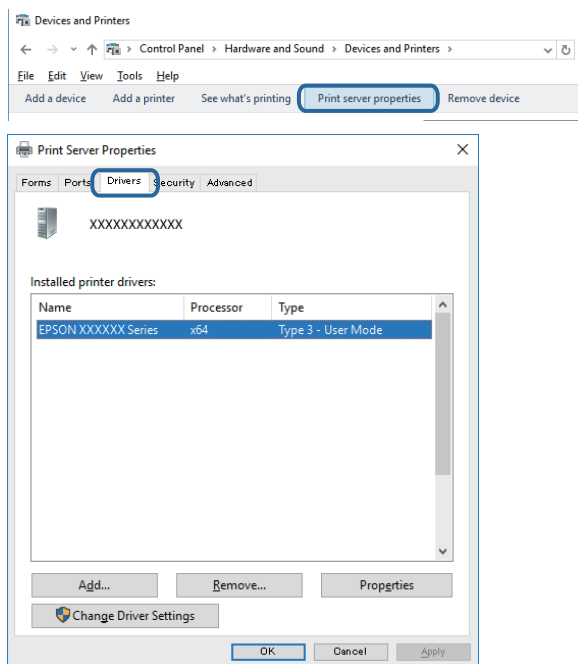 Devices and Printers
Control Panel > Hardware and Sound > Devices and Printers >
File Edit View Tools Help
Add a device Add a printer See what's printing Print server properties Remove device
Print Server Properties
Forms Ports Drivers Security Advanced
XXXXXXXXXXXX
Installed printer drivers:
Name Processor Type
EPSON XXXXXX Series x64 Type 3 - User Mode
Add... Remove... Properties
Change Driver Settings
OK Cancel Apply